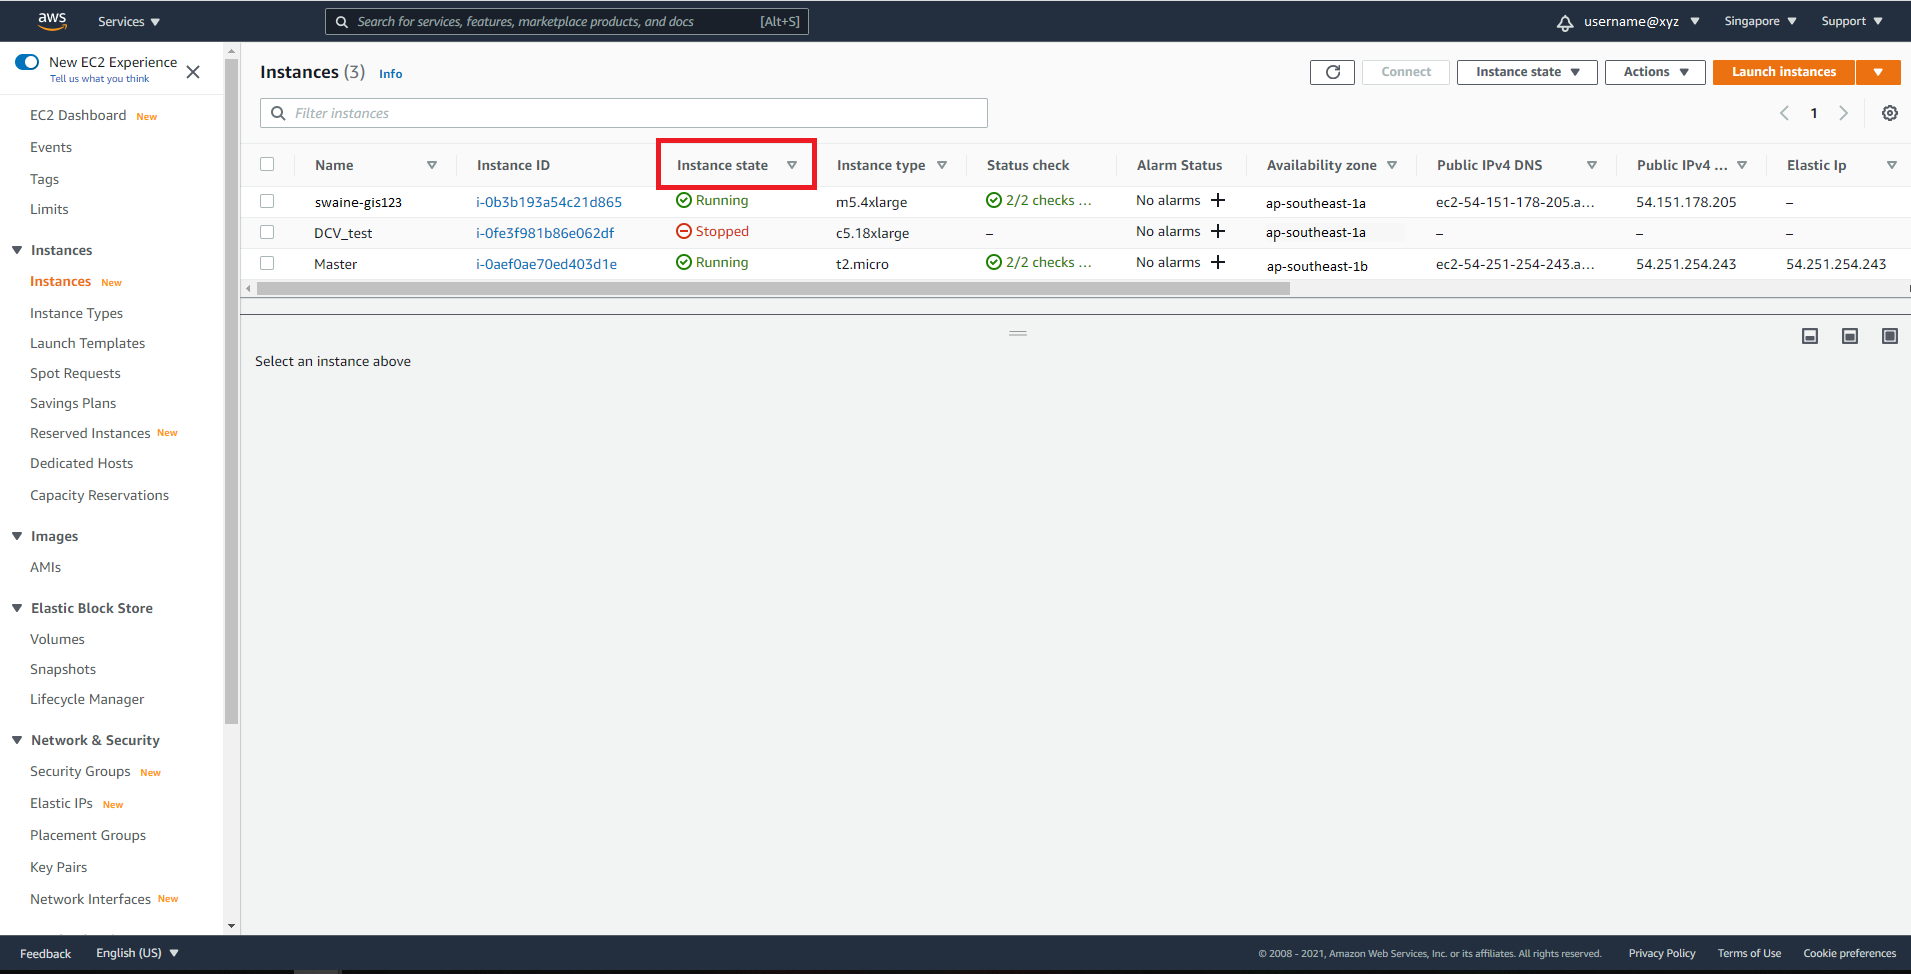 aws Services Search for services, features, marketplace products, and docs [Alt+S] username@xyz Singapore Support
New EC2 Experience
Tell us what you think
EC2 Dashboard New
Events
Tags
Limits
Instances
Instances New
Instance Types
Launch Templates
Spot Requests
Savings Plans
Reserved Instances New
Dedicated Hosts
Capacity Reservations
Images
AMIs
Elastic Block Store
Volumes
Snapshots
Lifecycle Manager
Network & Security
Security Groups New
Elastic IPs New
Placement Groups
Key Pairs
Network Interfaces New
Instances (3) Info Connect Instance state Actions Launch instances
Filter instances 1
Name Instance ID Instance state Instance type Status check Alarm Status Availability zone Public IPv4 DNS Public IPv4 ... Elastic Ip
swaine-gis123 i-0b3b193a54c21d865 Running m5.4xlarge 2/2 checks ... No alarms + ap-southeast-1a ec2-54-151-178-205.a... 54.151.178.205 –
DCV_test i-0fe3f981b86e062df Stopped c5.18xlarge – No alarms + ap-southeast-1a – – –
Master i-0aef0ae70ed403d1e Running t2.micro 2/2 checks ... No alarms + ap-southeast-1b ec2-54-251-254-243.a... 54.251.254.243 54.251.254.243
Select an instance above
Feedback English (US) © 2008 - 2021, Amazon Web Services, Inc. or its affiliates. All rights reserved. Privacy Policy Terms of Use Cookie preferences